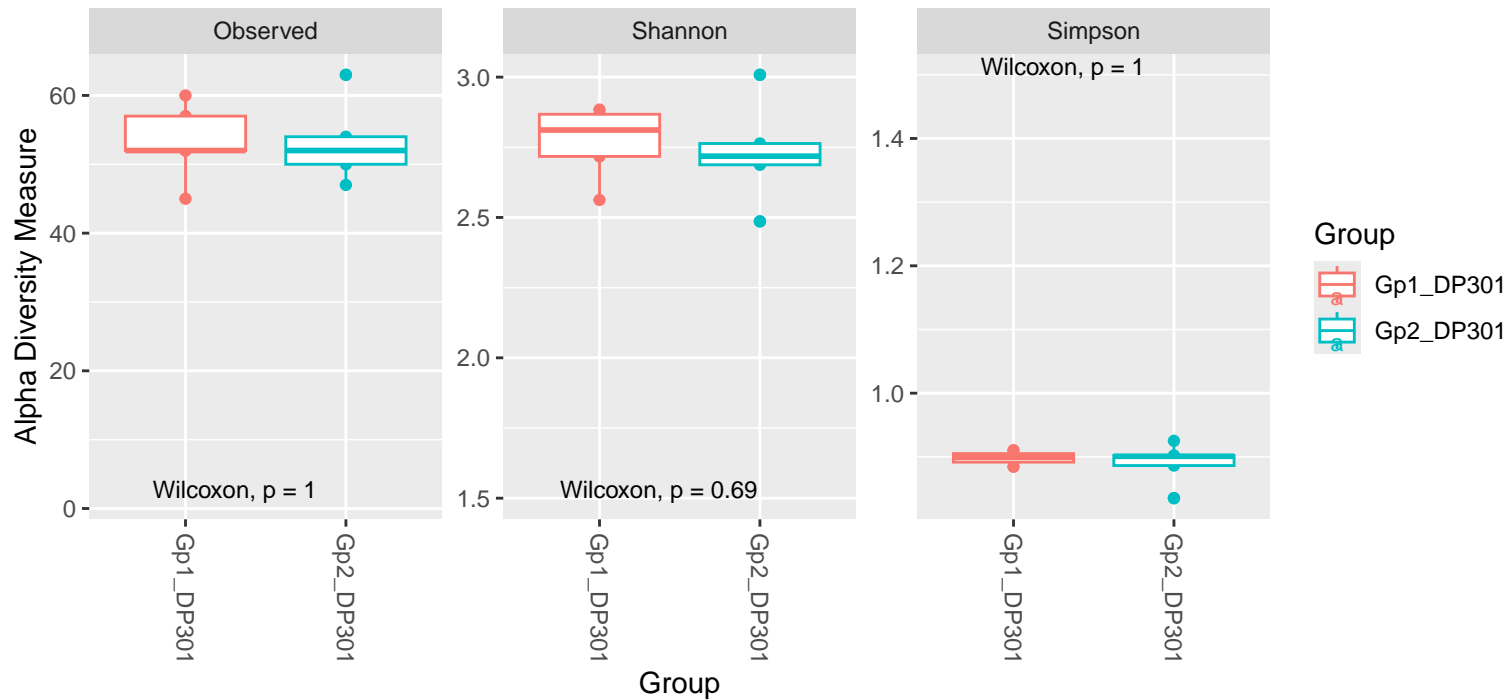 Observed
Shannon
Simpson
Alpha Diversity Measure
60
40
20
0
Wilcoxon, p = 1
3.0
2.5
2.0
1.5
Wilcoxon, p = 0.69
Wilcoxon, p = 1
1.4
1.2
1.0
Gp1_DP301
Gp2_DP301
Gp1_DP301
Gp2_DP301
Gp1_DP301
Gp2_DP301
Group
Group
a
Gp1_DP301
a
Gp2_DP301